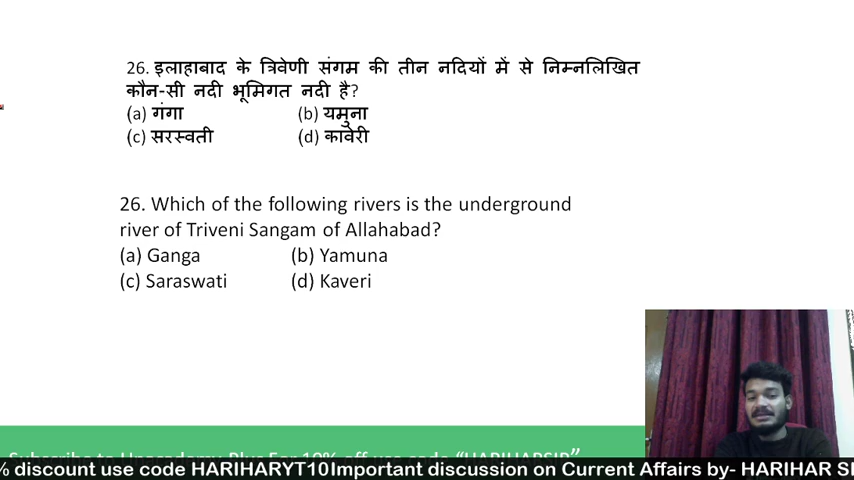 26. इलाहाबाद के त्रिवेणी संगम की तीन नदियों में से निम्नलिखित
कौन-सी नदी भूमिगत नदी है?
(a) गंगा (b) यमुना
(c) सरस्वती (d) कावेरी
26. Which of the following rivers is the underground
river of Triveni Sangam of Allahabad?
(a) Ganga (b) Yamuna
(c) Saraswati (d) Kaveri
% discount use code HARIHARYT10Important discussion on Current Affairs by- HARIHAR